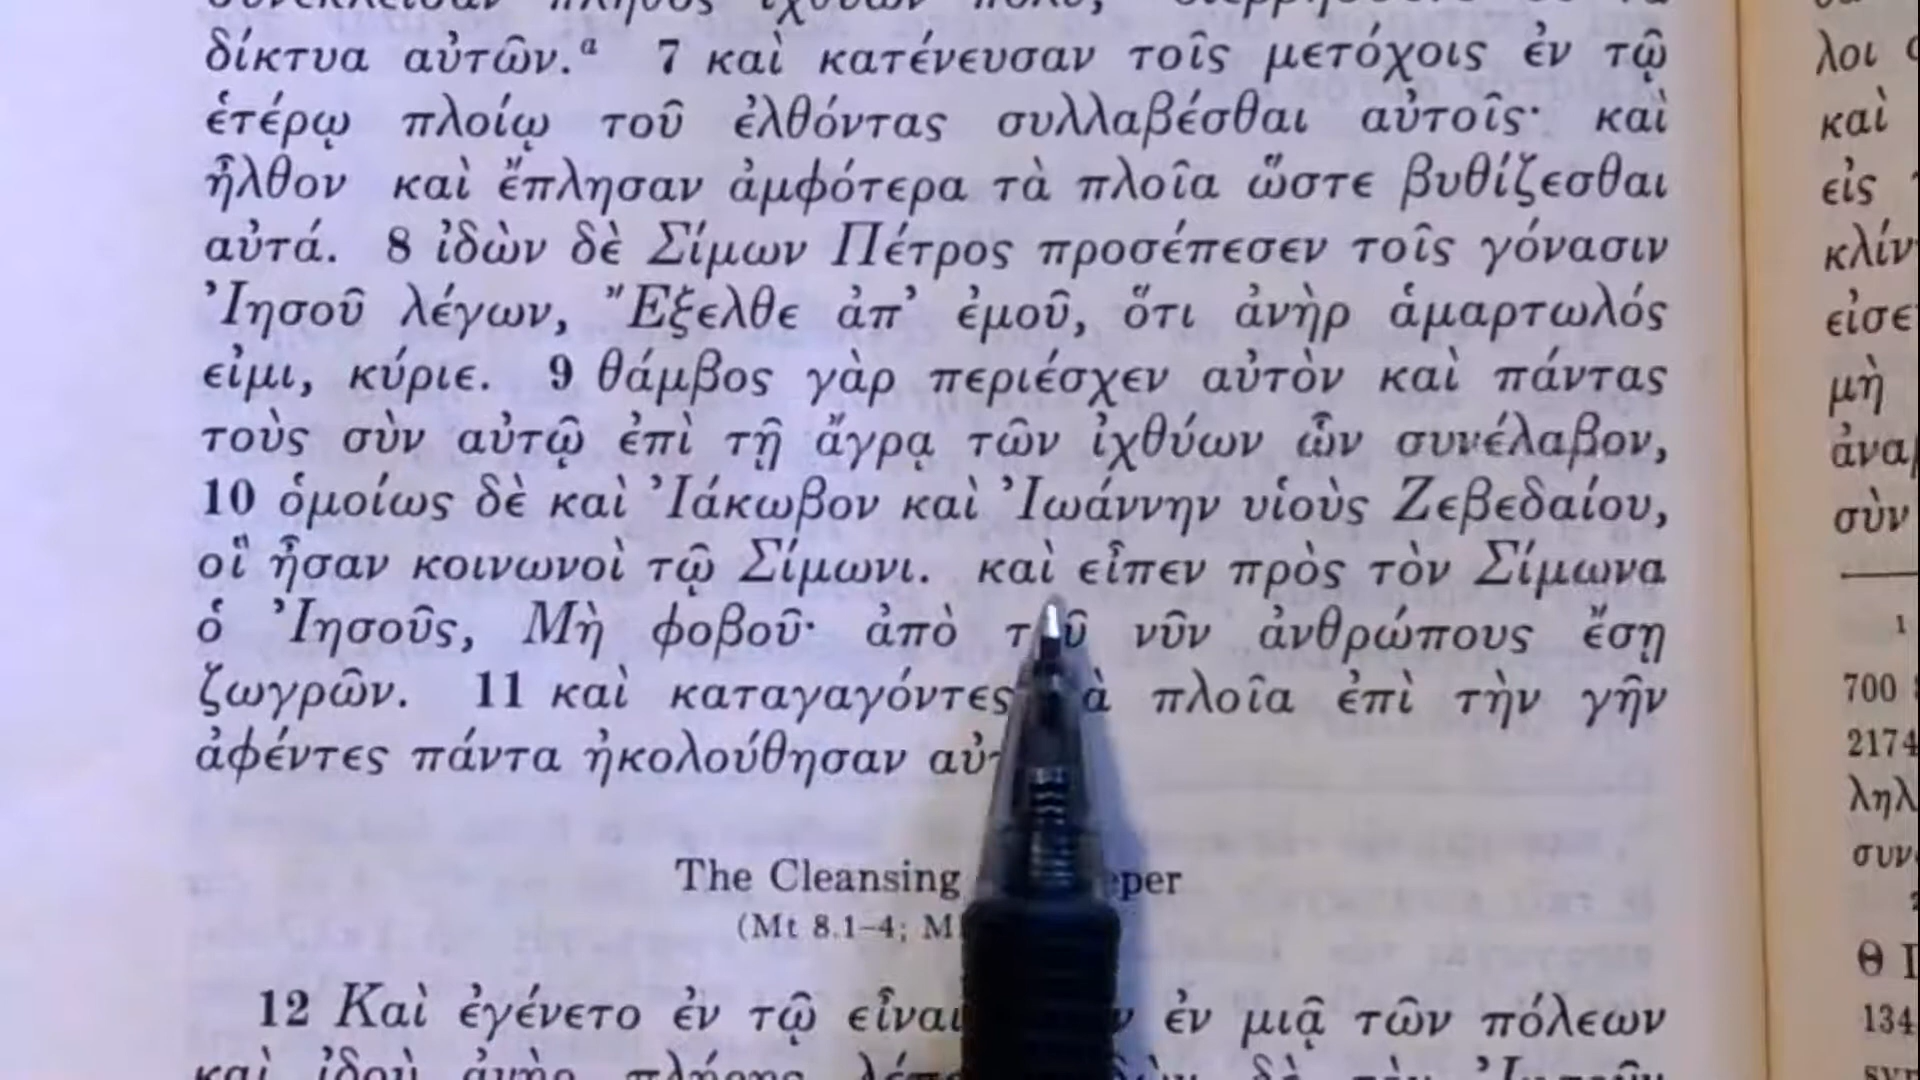 δίκτυα αὐτῶν.ᵃ 7 καὶ κατένευσαν τοῖς μετόχοις ἐν τῷ
ἑτέρῳ πλοίῳ τοῦ ἐλθόντας συλλαβέσθαι αὐτοῖς· καὶ
ἦλθον καὶ ἔπλησαν ἀμφότερα τὰ πλοῖα ὥστε βυθίζεσθαι
αὐτά. 8 ἰδὼν δὲ Σίμων Πέτρος προσέπεσεν τοῖς γόνασιν
Ἰησοῦ λέγων, Ἔξελθε ἀπ’ ἐμοῦ, ὅτι ἀνὴρ ἁμαρτωλός
εἰμι, κύριε. 9 θάμβος γὰρ περιέσχεν αὐτὸν καὶ πάντας
τοὺς σὺν αὐτῷ ἐπὶ τῇ ἄγρᾳ τῶν ἰχθύων ὧν συνέλαβον,
10 ὁμοίως δὲ καὶ Ἰάκωβον καὶ Ἰωάννην υἱοὺς Ζεβεδαίου,
οἳ ἦσαν κοινωνοὶ τῷ Σίμωνι. καὶ εἶπεν πρὸς τὸν Σίμωνα
ὁ Ἰησοῦς, Μὴ φοβοῦ· ἀπὸ νῦν ἀνθρώπους ἔσῃ
ζωγρῶν. 11 καὶ καταγαγόντες πλοῖα ἐπὶ τὴν γῆν
ἀφέντες πάντα ἠκολούθησαν
The Cleansing
(Mt 8.1–4;
12 Καὶ ἐγένετο ἐν τῷ εἶναι ἐν μιᾷ τῶν πόλεων
καὶ ἰδοὺ ἀνὴρ πλήρης
λοι
καὶ
εἰς
μὴ
σὺν
1
700
2174
Θ
134